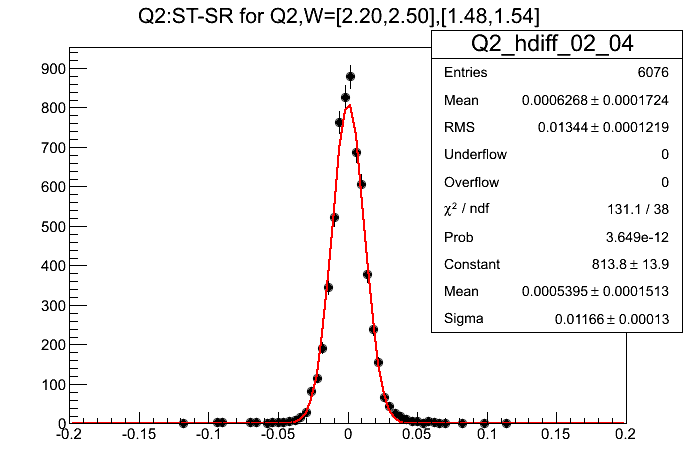 Q2:ST-SR for Q2,W=[2.20,2.50],[1.48,1.54]
Q2_hdiff_02_04
Entries 6076
Mean 0.0006268 ± 0.0001724
RMS 0.01344 ± 0.0001219
Underflow 0
Overflow 0
χ² / ndf 131.1 / 38
Prob 3.649e-12
Constant 813.8 ± 13.9
Mean 0.0005395 ± 0.0001513
Sigma 0.01166 ± 0.00013
900
800
700
600
500
400
300
200
100
0
-0.2 -0.15 -0.1 -0.05 0 0.05 0.1 0.15 0.2